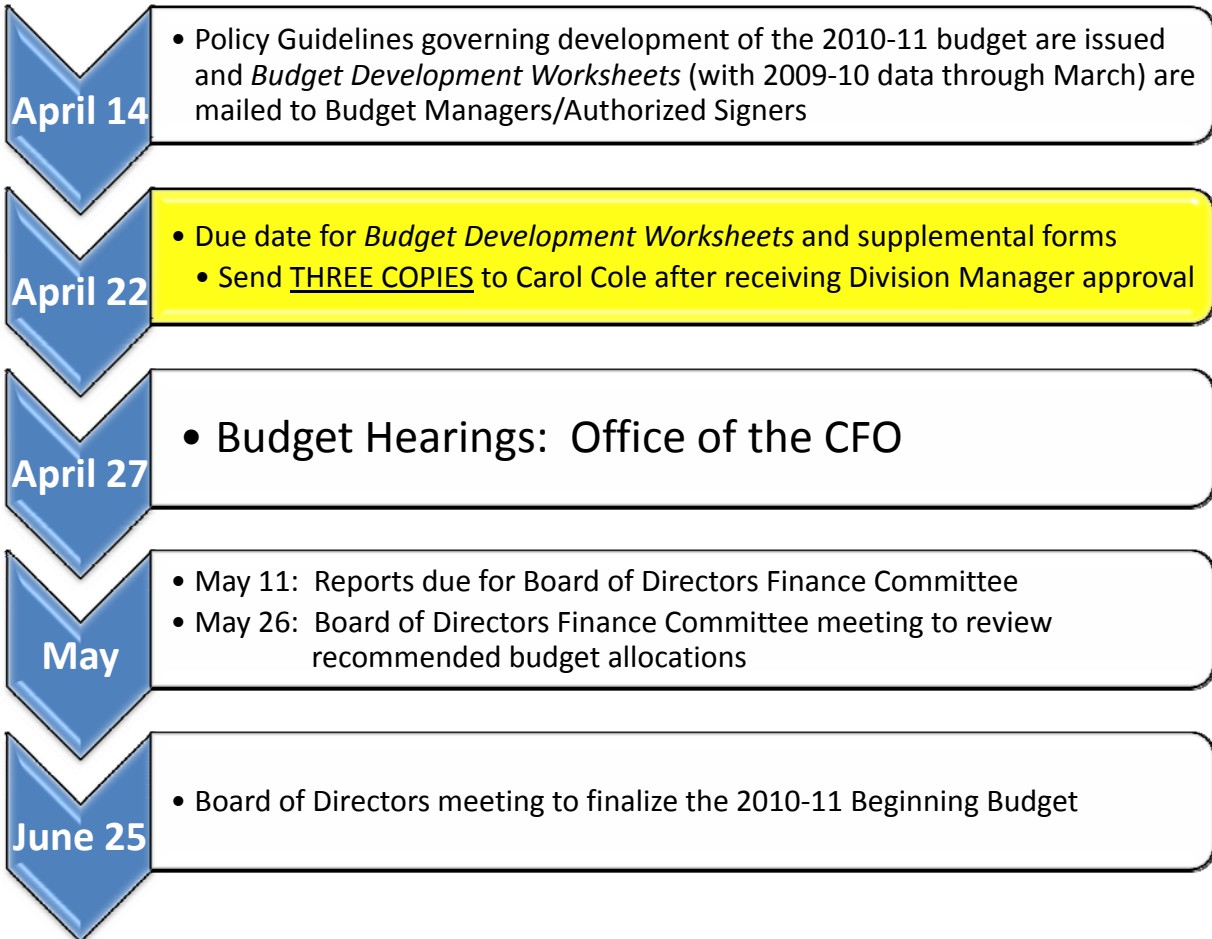 April 14
• Policy Guidelines governing development of the 2010-11 budget are issued
and Budget Development Worksheets (with 2009-10 data through March) are
mailed to Budget Managers/Authorized Signers
April 22
• Due date for Budget Development Worksheets and supplemental forms
• Send THREE COPIES to Carol Cole after receiving Division Manager approval
April 27
• Budget Hearings: Office of the CFO
May
• May 11: Reports due for Board of Directors Finance Committee
• May 26: Board of Directors Finance Committee meeting to review
recommended budget allocations
June 25
• Board of Directors meeting to finalize the 2010-11 Beginning Budget